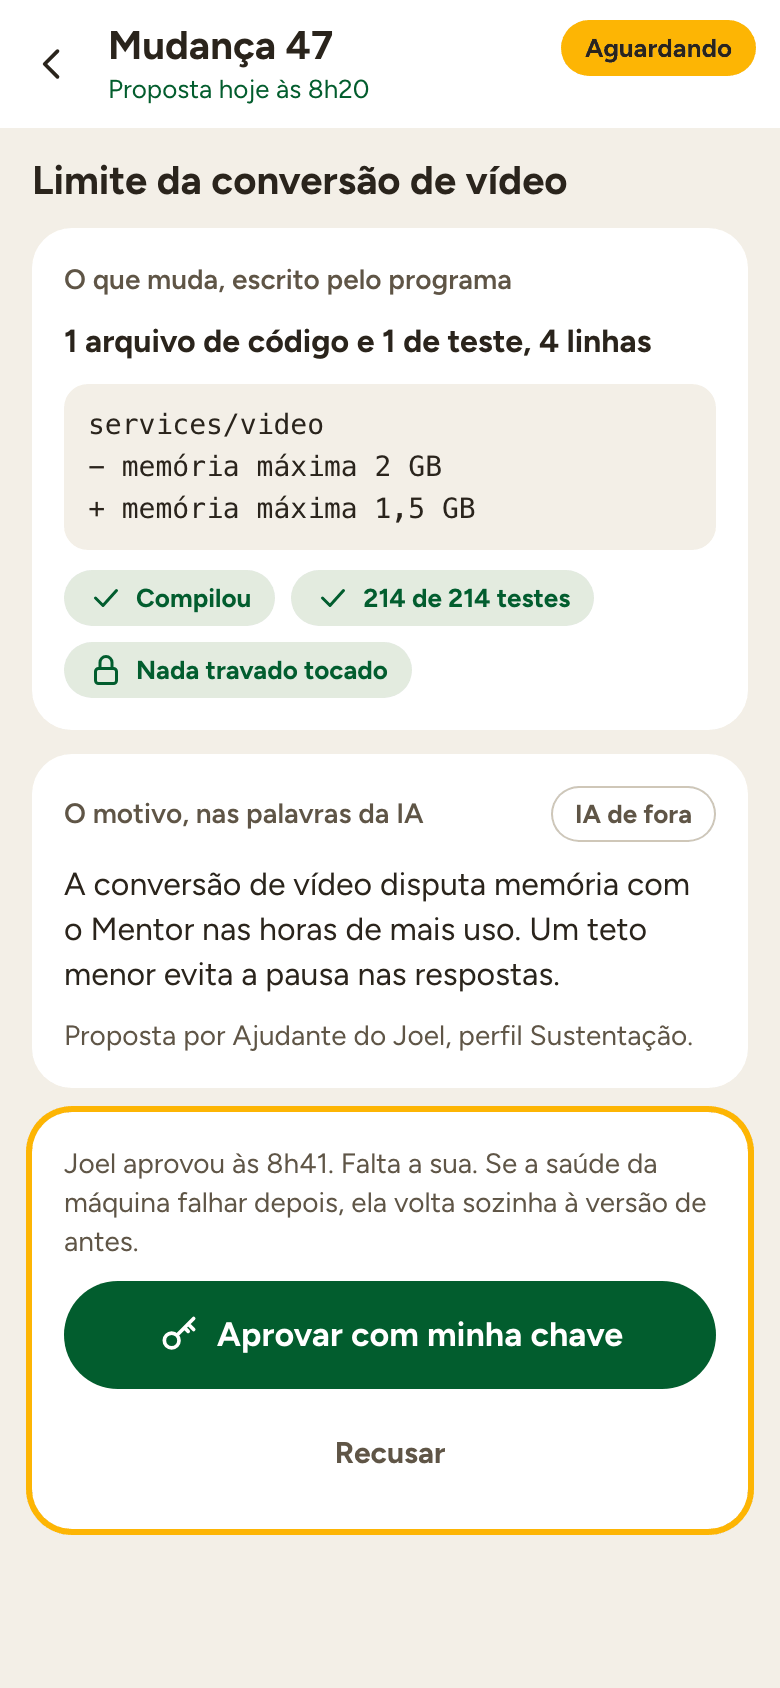 Mudança 47
Aguardando
Proposta hoje às 8h20
Limite da conversão de vídeo
O que muda, escrito pelo programa
1 arquivo de código e 1 de teste, 4 linhas
services/video
− memória máxima 2 GB
+ memória máxima 1,5 GB
Compilou
214 de 214 testes
Nada travado tocado
O motivo, nas palavras da IA
IA de fora
A conversão de vídeo disputa memória com
o Mentor nas horas de mais uso. Um teto
menor evita a pausa nas respostas.
Proposta por Ajudante do Joel, perfil Sustentação.
Joel aprovou às 8h41. Falta a sua. Se a saúde da
máquina falhar depois, ela volta sozinha à versão de
antes.
Aprovar com minha chave
Recusar